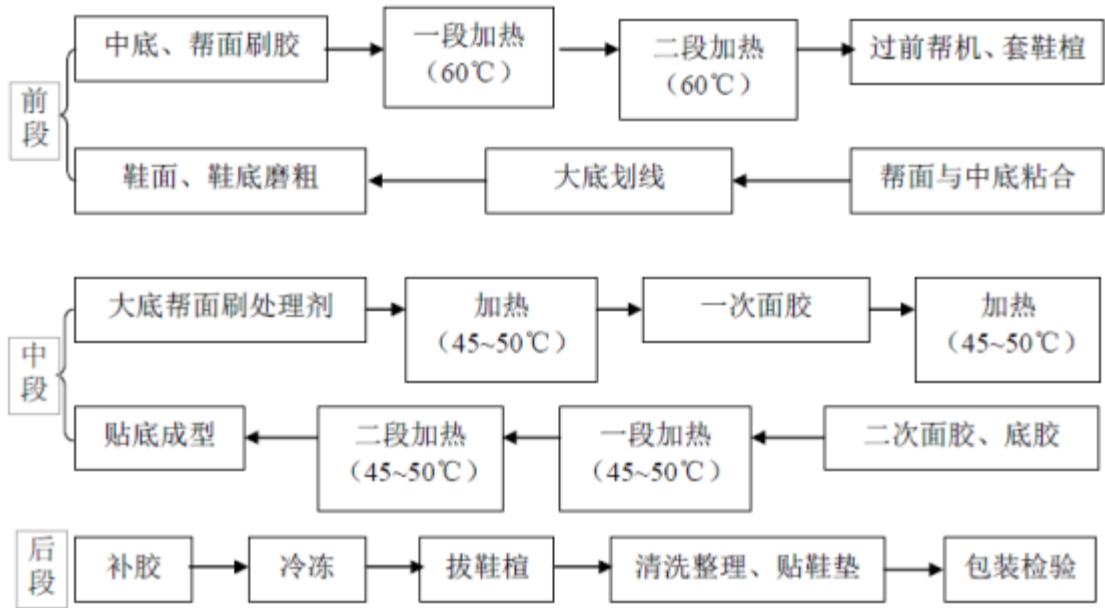 前段
中底、帮面刷胶
一段加热
（60℃）
二段加热
（60℃）
过前帮机、套鞋楦
鞋面、鞋底磨粗
大底划线
帮面与中底粘合
中段
大底帮面刷处理剂
加热
（45~50℃）
一次面胶
加热
（45~50℃）
贴底成型
二段加热
（45~50℃）
一段加热
（45~50℃）
二次面胶、底胶
后段
补胶
冷冻
拔鞋楦
清洗整理、贴鞋垫
包装检验